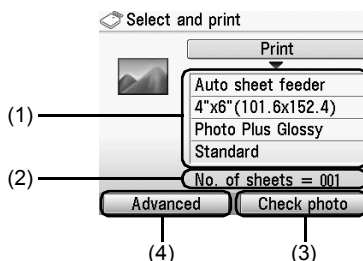 Select and print
Print
Auto sheet feeder
4"x6"(101.6x152.4)
(1)
Photo Plus Glossy
Standard
(2)
No. of sheets = 001
Advanced
Check photo
(4)
(3)